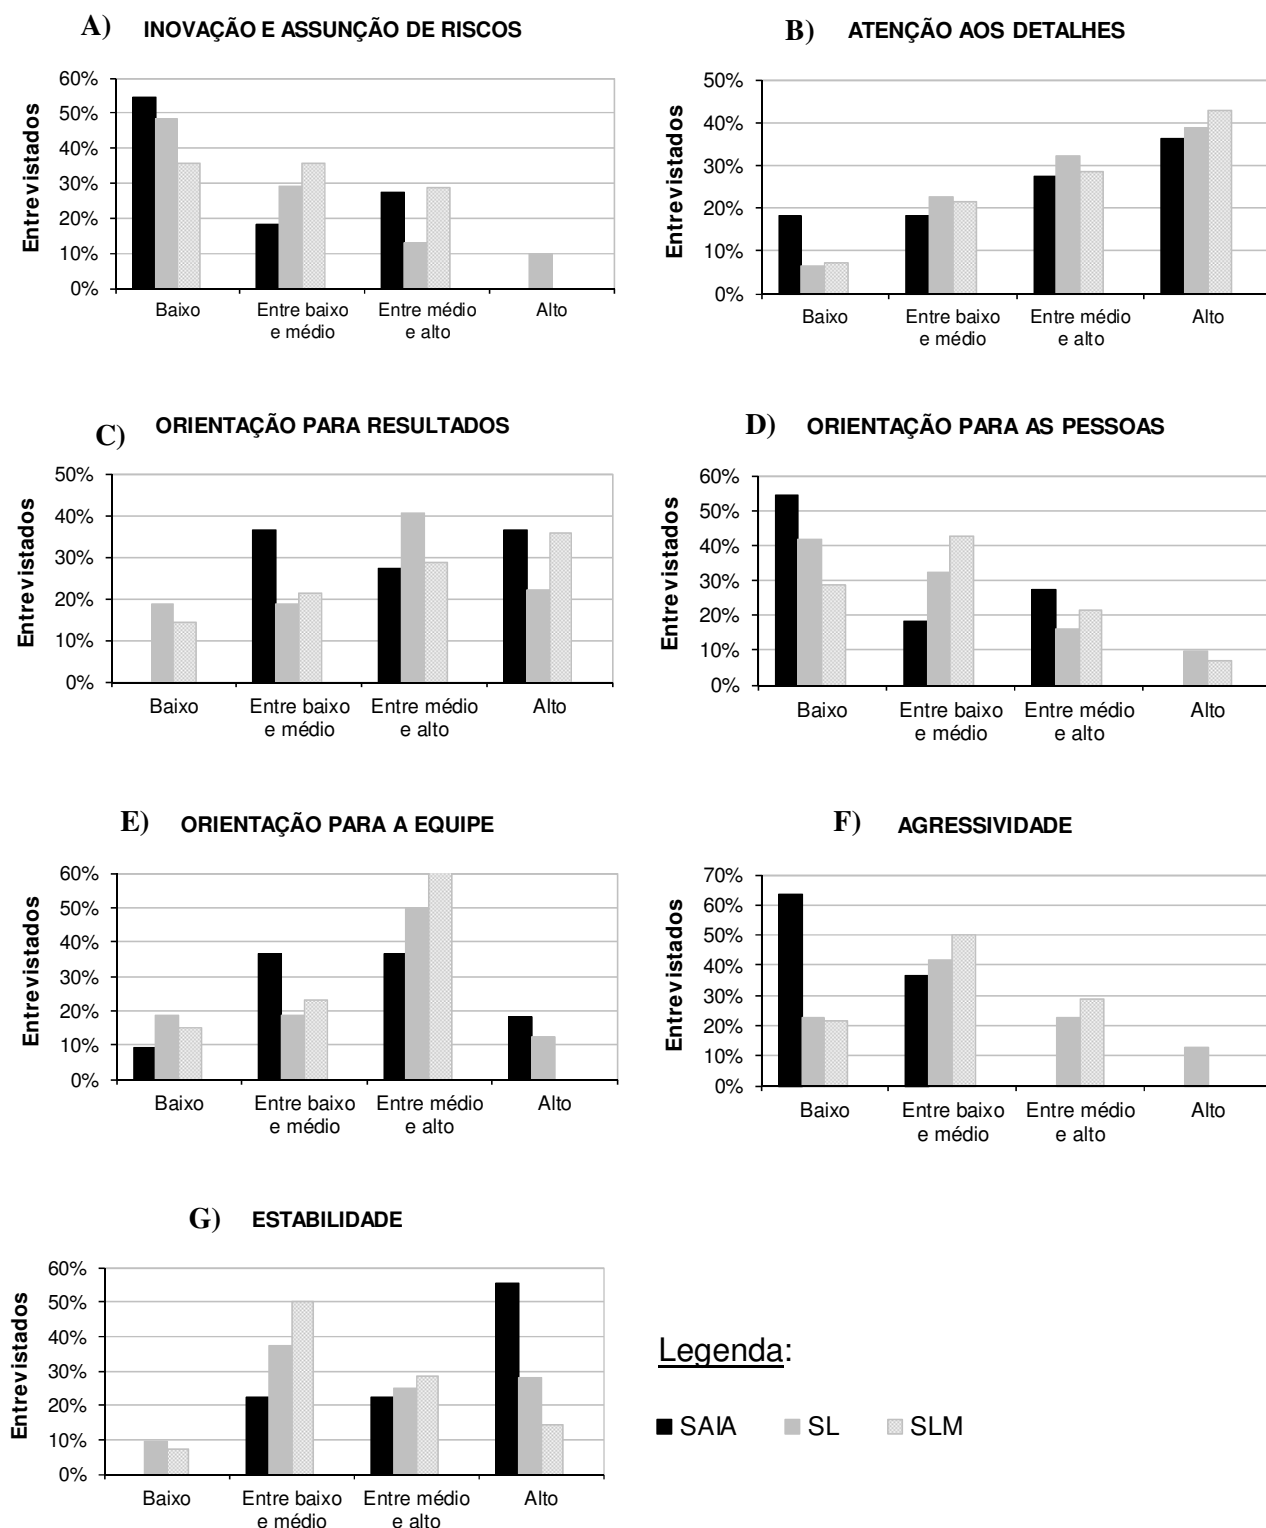 A) INOVAÇÃO E ASSUNÇÃO DE RISCOS
Entrevistados
60%
50%
40%
30%
20%
10%
0%
Baixo
Entre baixo
e médio
Entre médio
e alto
Alto
B) ATENÇÃO AOS DETALHES
Entrevistados
50%
40%
30%
20%
10%
0%
Baixo
Entre baixo
e médio
Entre médio
e alto
Alto
C) ORIENTAÇÃO PARA RESULTADOS
Entrevistados
50%
40%
30%
20%
10%
0%
Baixo
Entre baixo
e médio
Entre médio
e alto
Alto
D) ORIENTAÇÃO PARA AS PESSOAS
Entrevistados
60%
50%
40%
30%
20%
10%
0%
Baixo
Entre baixo
e médio
Entre médio
e alto
Alto
E) ORIENTAÇÃO PARA A EQUIPE
Entrevistados
60%
50%
40%
30%
20%
10%
0%
Baixo
Entre baixo
e médio
Entre médio
e alto
Alto
F) AGRESSIVIDADE
Entrevistados
70%
60%
50%
40%
30%
20%
10%
0%
Baixo
Entre baixo
e médio
Entre médio
e alto
Alto
G) ESTABILIDADE
Entrevistados
60%
50%
40%
30%
20%
10%
0%
Baixo
Entre baixo
e médio
Entre médio
e alto
Alto
Legenda:
SAIA SL SLM